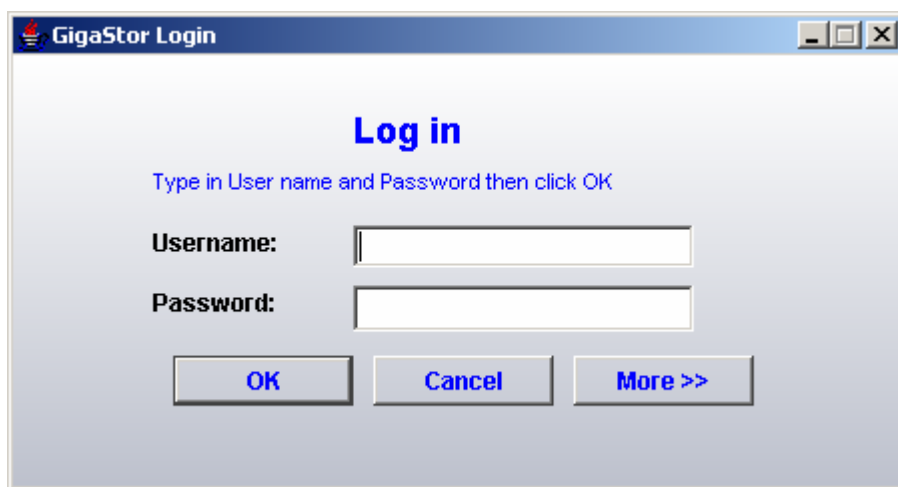 GigaStor Login
Log in
Type in User name and Password then click OK
Username:
Password:
OK Cancel More >>